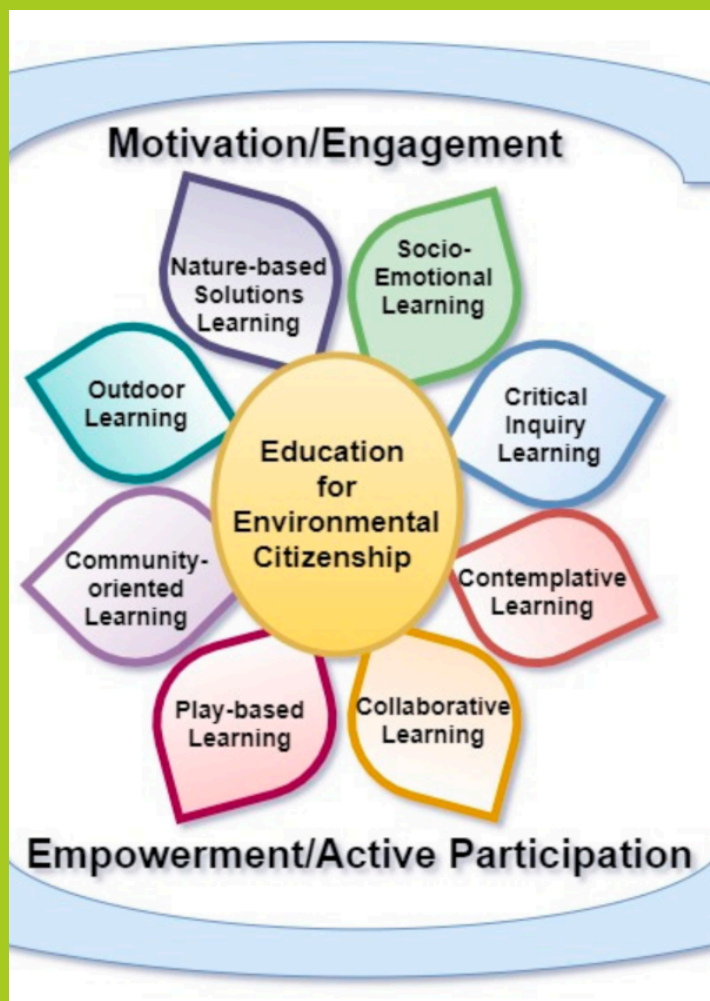 Motivation/Engagement
Nature-based
Solutions
Learning
Socio-
Emotional
Learning
Outdoor
Learning
Critical
Inquiry
Learning
Education
for
Environmental
Citizenship
Community-
oriented
Learning
Contemplative
Learning
Play-based
Learning
Collaborative
Learning
Empowerment/Active Participation